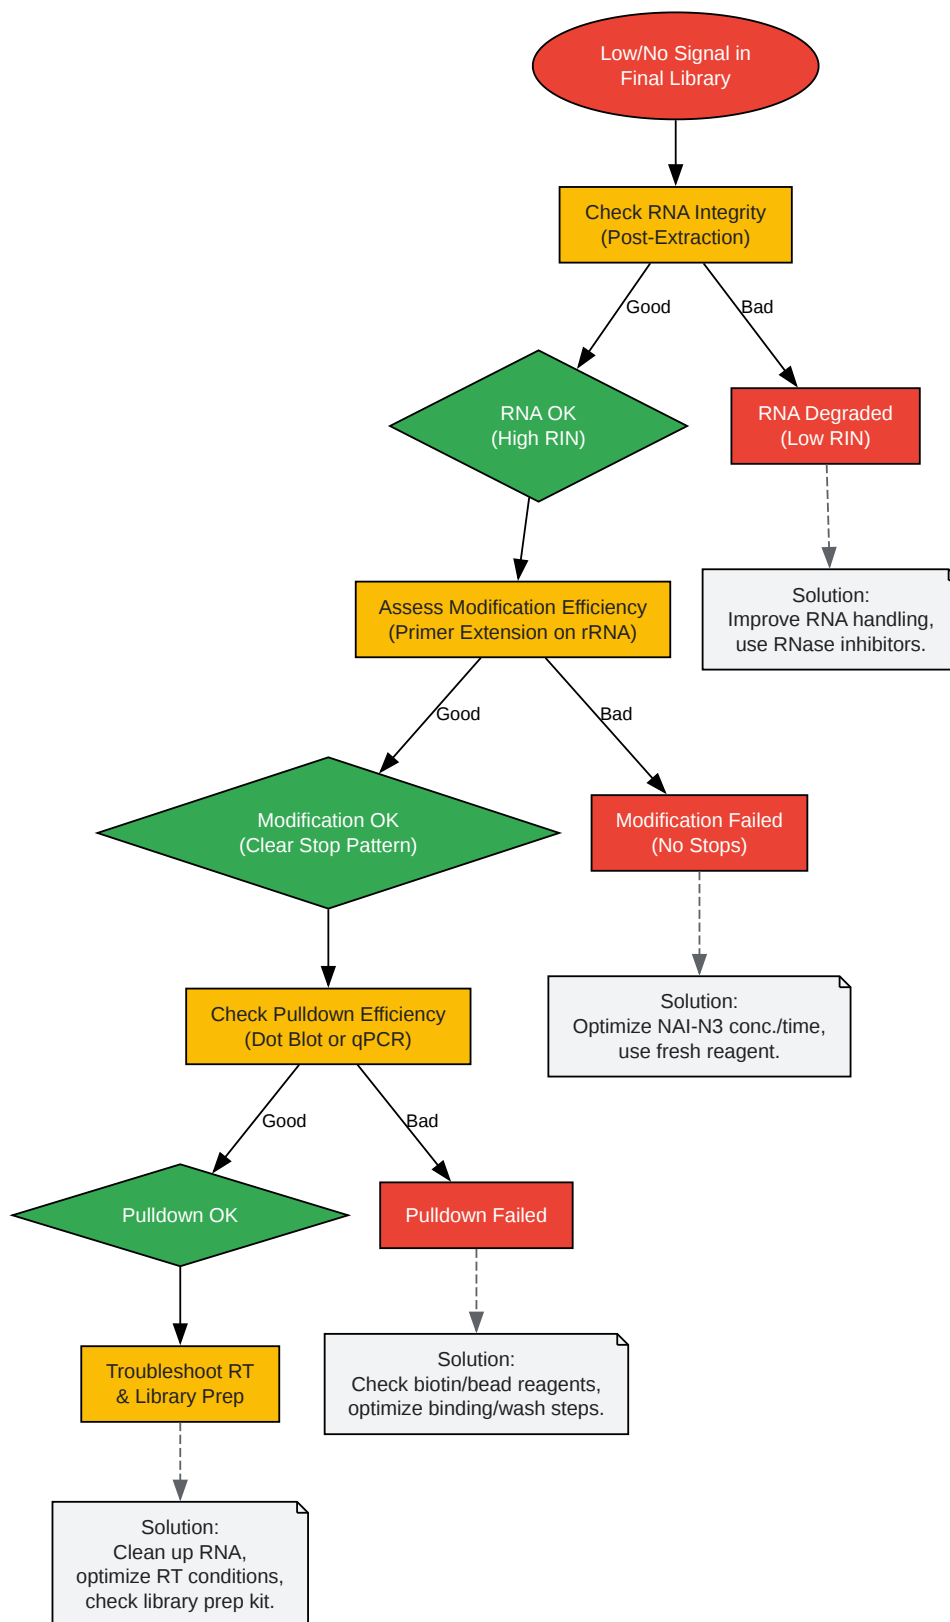 Low/No Signal in
Final Library
Check RNA Integrity
(Post-Extraction)
Good
Bad
RNA OK
(High RIN)
RNA Degraded
(Low RIN)
Solution:
Improve RNA handling,
use RNase inhibitors.
Assess Modification Efficiency
(Primer Extension on rRNA)
Good
Bad
Modification OK
(Clear Stop Pattern)
Modification Failed
(No Stops)
Solution:
Optimize NAI-N3 conc./time,
use fresh reagent.
Check Pulldown Efficiency
(Dot Blot or qPCR)
Good
Bad
Pulldown OK
Pulldown Failed
Solution:
Check biotin/bead reagents,
optimize binding/wash steps.
Troubleshoot RT
& Library Prep
Solution:
Clean up RNA,
optimize RT conditions,
check library prep kit.